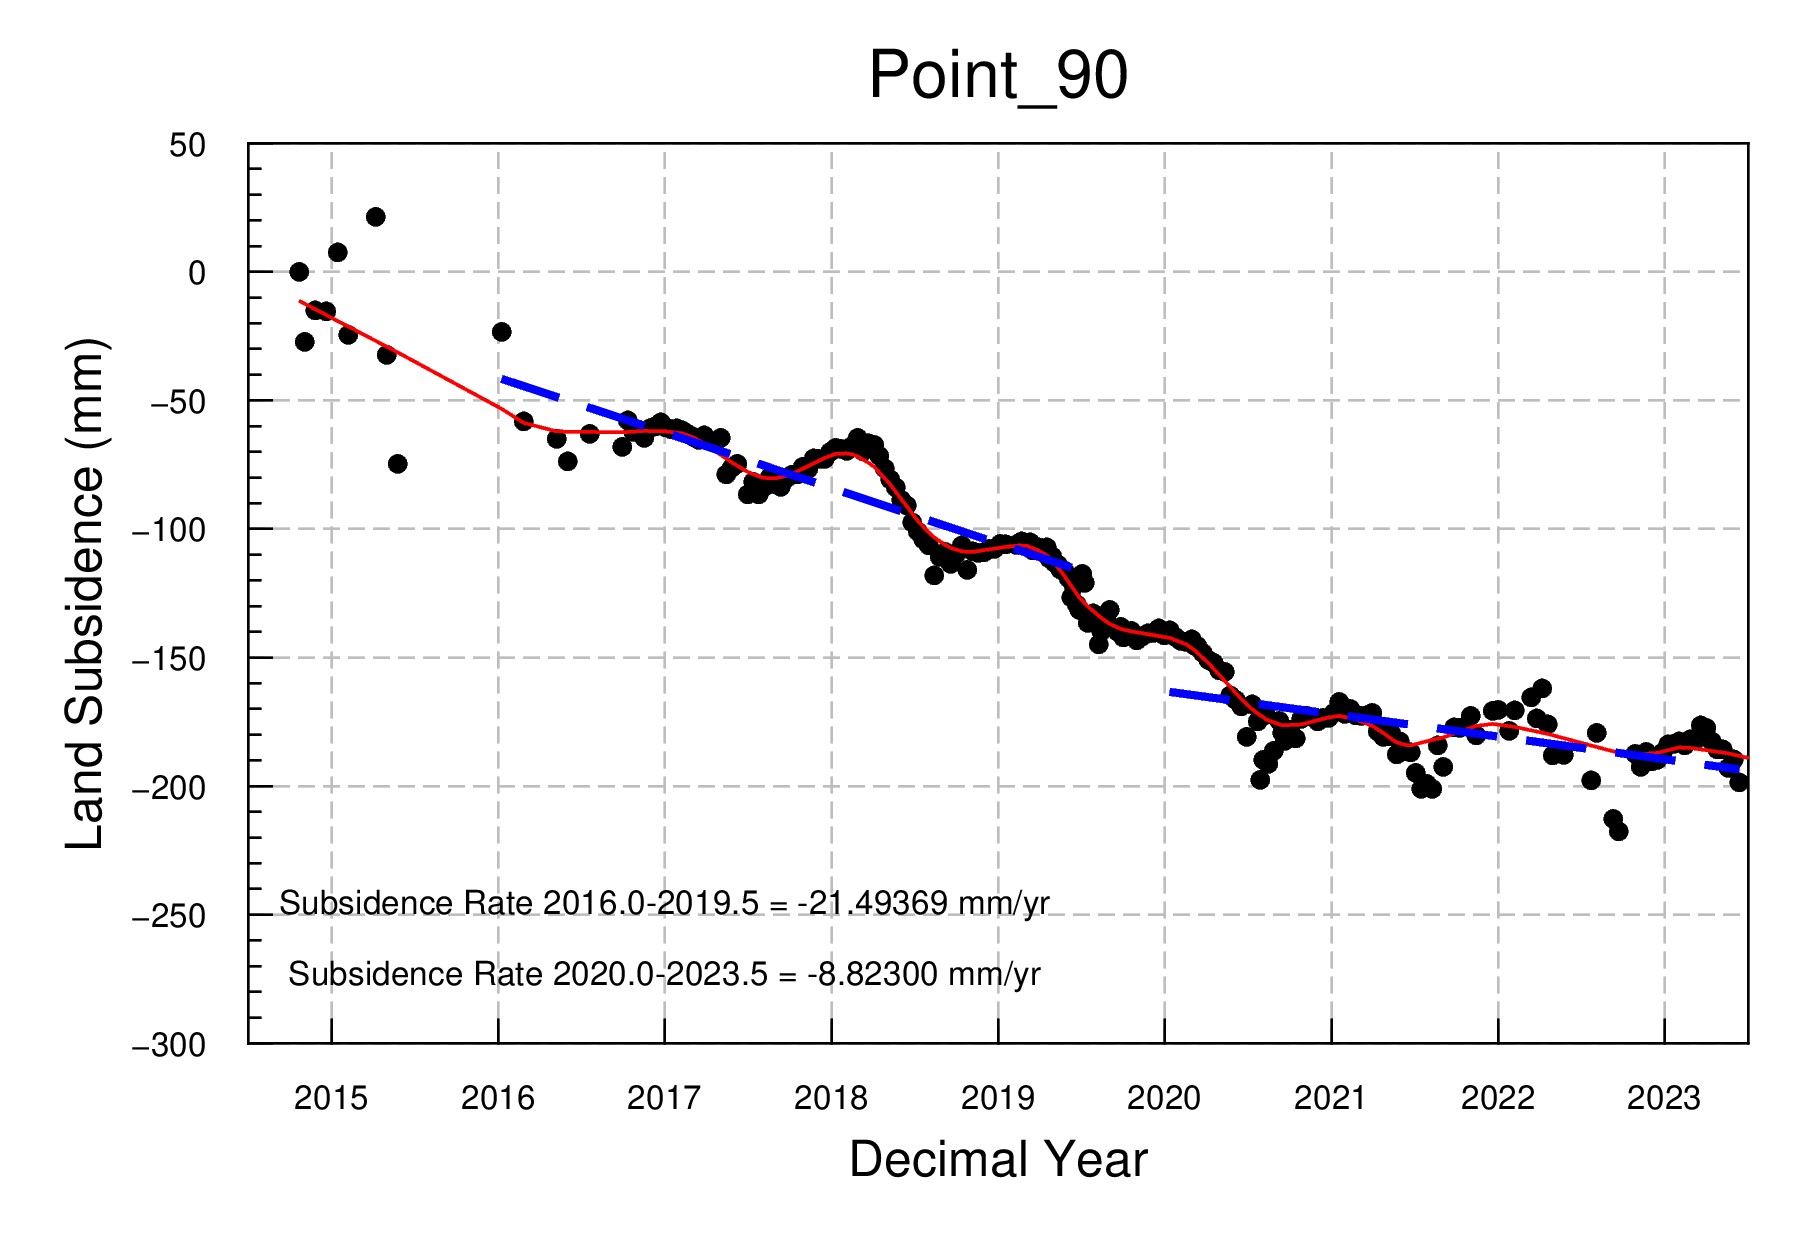 Point_90
50
0
−50
−100
−150
−200
−250
−300
Land Subsidence (mm)
Subsidence Rate 2016.0-2019.5 = -21.49369 mm/yr
Subsidence Rate 2020.0-2023.5 = -8.82300 mm/yr
2015 2016 2017 2018 2019 2020 2021 2022 2023
Decimal Year